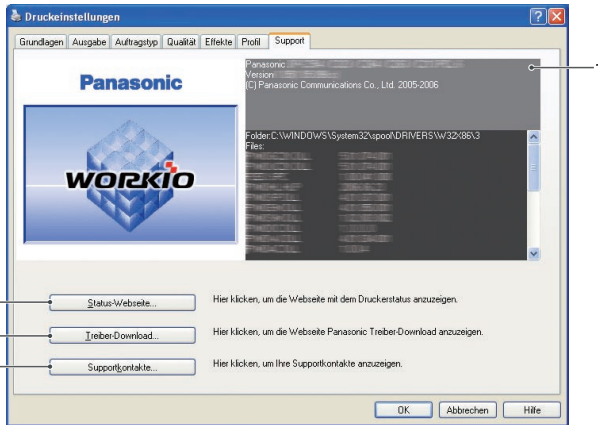 Druckeinstellungen
Grundlagen Ausgabe Auftragstyp Qualität Effekte Profil Support
Panasonic
WORKIO
Panasonic
Version
(C) Panasonic Communications Co., Ltd. 2005-2006
Folder:C:\WINDOWS\System32\spool\DRIVERS\W32X86\3
Files:
Status-Webseite... Hier klicken, um die Webseite mit dem Druckerstatus anzuzeigen.
Treiber-Download... Hier klicken, um die Webseite Panasonic Treiber-Download anzuzeigen.
Supportkontakte... Hier klicken, um Ihre Supportkontakte anzuzeigen.
OK Abbrechen Hilfe